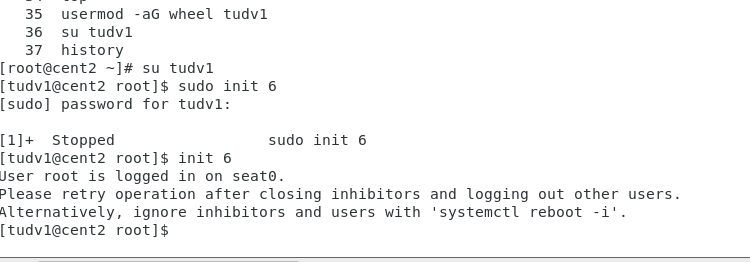 35 usermod -aG wheel tudv1
36 su tudv1
37 history
[root@cent2 ~]# su tudv1
[tudv1@cent2 root]$ sudo init 6
[sudo] password for tudv1:
[1]+ Stopped sudo init 6
[tudv1@cent2 root]$ init 6
User root is logged in on seat0.
Please retry operation after closing inhibitors and logging out other users.
Alternatively, ignore inhibitors and users with 'systemctl reboot -i'.
[tudv1@cent2 root]$